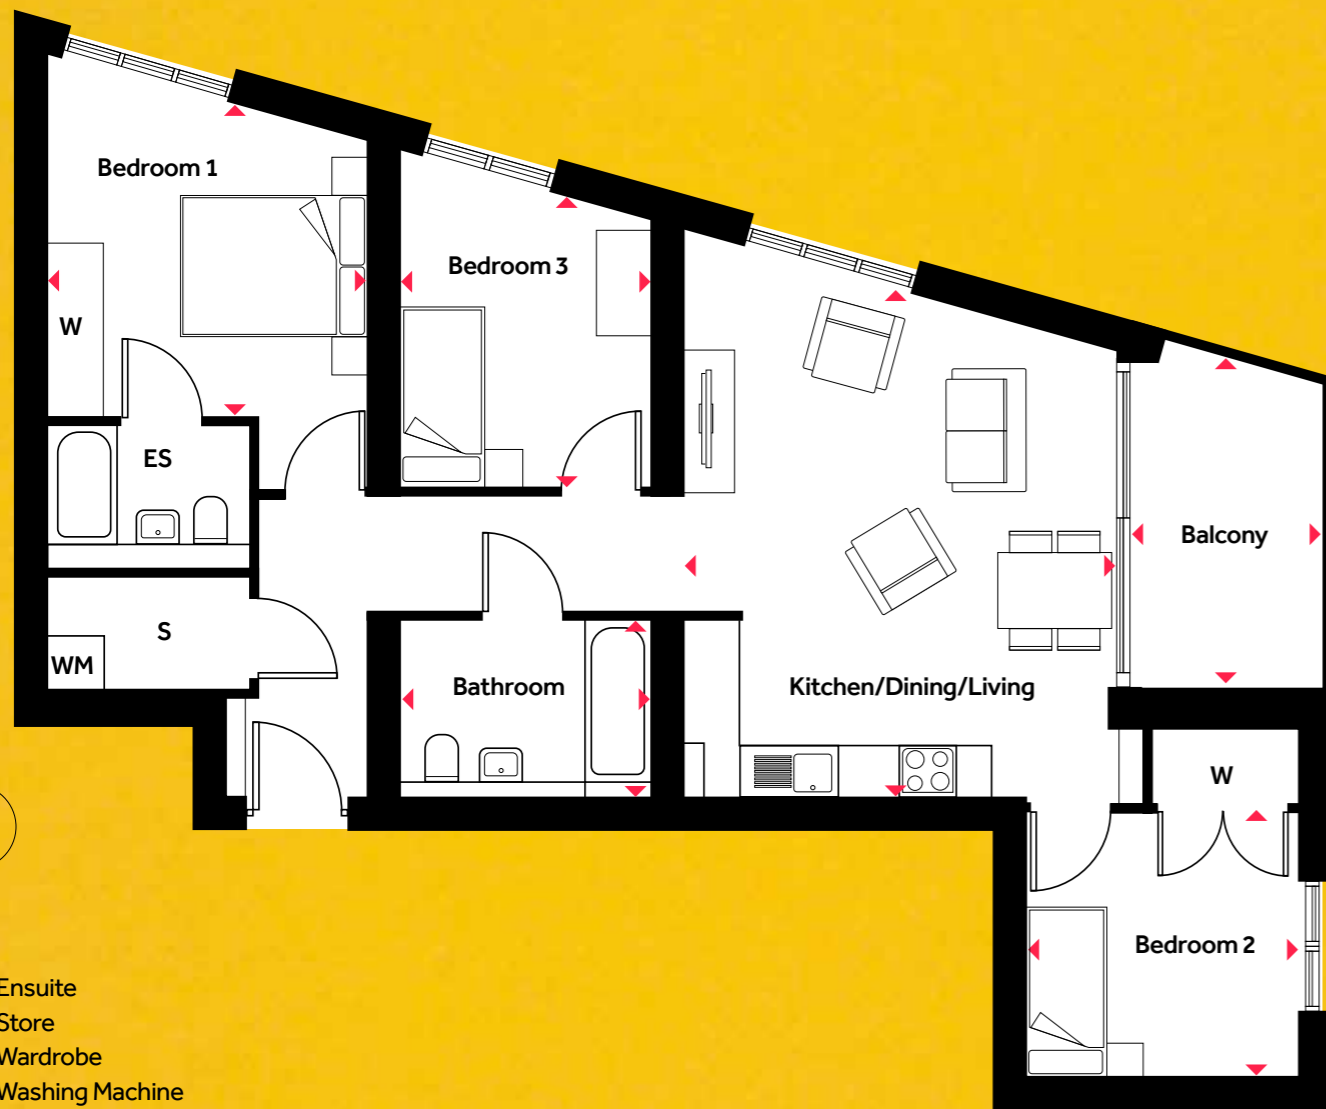 Bedroom 1
Bedroom 3
W
ES
Balcony
S
WM
Bathroom
Kitchen/Dining/Living
W
Bedroom 2
Ensuite
Store
Wardrobe
Washing Machine